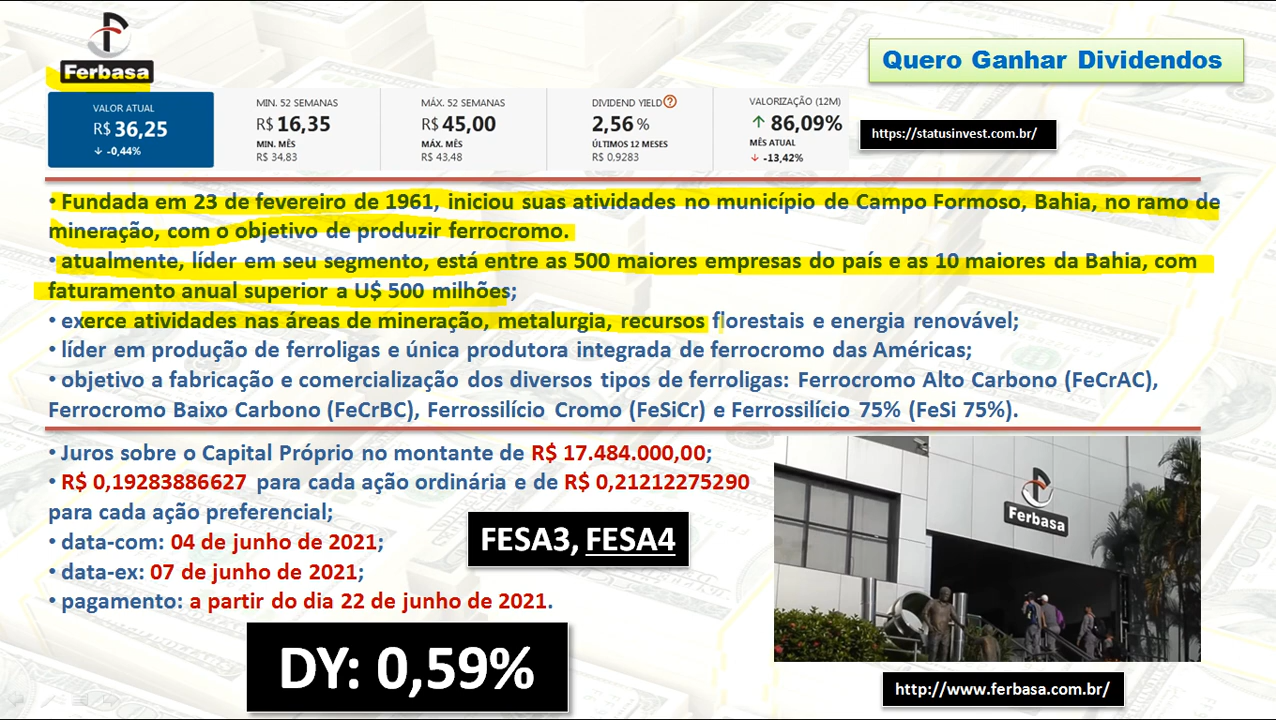 Ferbasa
Quero Ganhar Dividendos
VALOR ATUAL
R$ 36,25
↓ -0,44%
MIN. 52 SEMANAS
R$ 16,35
MIN. MÊS
R$ 34,83
MÁX. 52 SEMANAS
R$ 45,00
MÁX. MÊS
R$ 43,48
DIVIDEND YIELD?
2,56 %
ÚLTIMOS 12 MESES
R$ 0,9283
VALORIZAÇÃO (12M)
↑ 86,09%
MÊS ATUAL
↓ -13,42%
https://statusinvest.com.br/
• Fundada em 23 de fevereiro de 1961, iniciou suas atividades no município de Campo Formoso, Bahia, no ramo de
mineração, com o objetivo de produzir ferrocromo.
• atualmente, líder em seu segmento, está entre as 500 maiores empresas do país e as 10 maiores da Bahia, com
faturamento anual superior a U$ 500 milhões;
• exerce atividades nas áreas de mineração, metalurgia, recursos florestais e energia renovável;
• líder em produção de ferroligas e única produtora integrada de ferrocromo das Américas;
• objetivo a fabricação e comercialização dos diversos tipos de ferroligas: Ferrocromo Alto Carbono (FeCrAC),
Ferrocromo Baixo Carbono (FeCrBC), Ferrossilício Cromo (FeSiCr) e Ferrossilício 75% (FeSi 75%).
• Juros sobre o Capital Próprio no montante de R$ 17.484.000,00;
• R$ 0,19283886627 para cada ação ordinária e de R$ 0,21212275290
para cada ação preferencial;
• data-com: 04 de junho de 2021;
• data-ex: 07 de junho de 2021;
• pagamento: a partir do dia 22 de junho de 2021.
FESA3, FESA4
DY: 0,59%
Ferbasa
http://www.ferbasa.com.br/